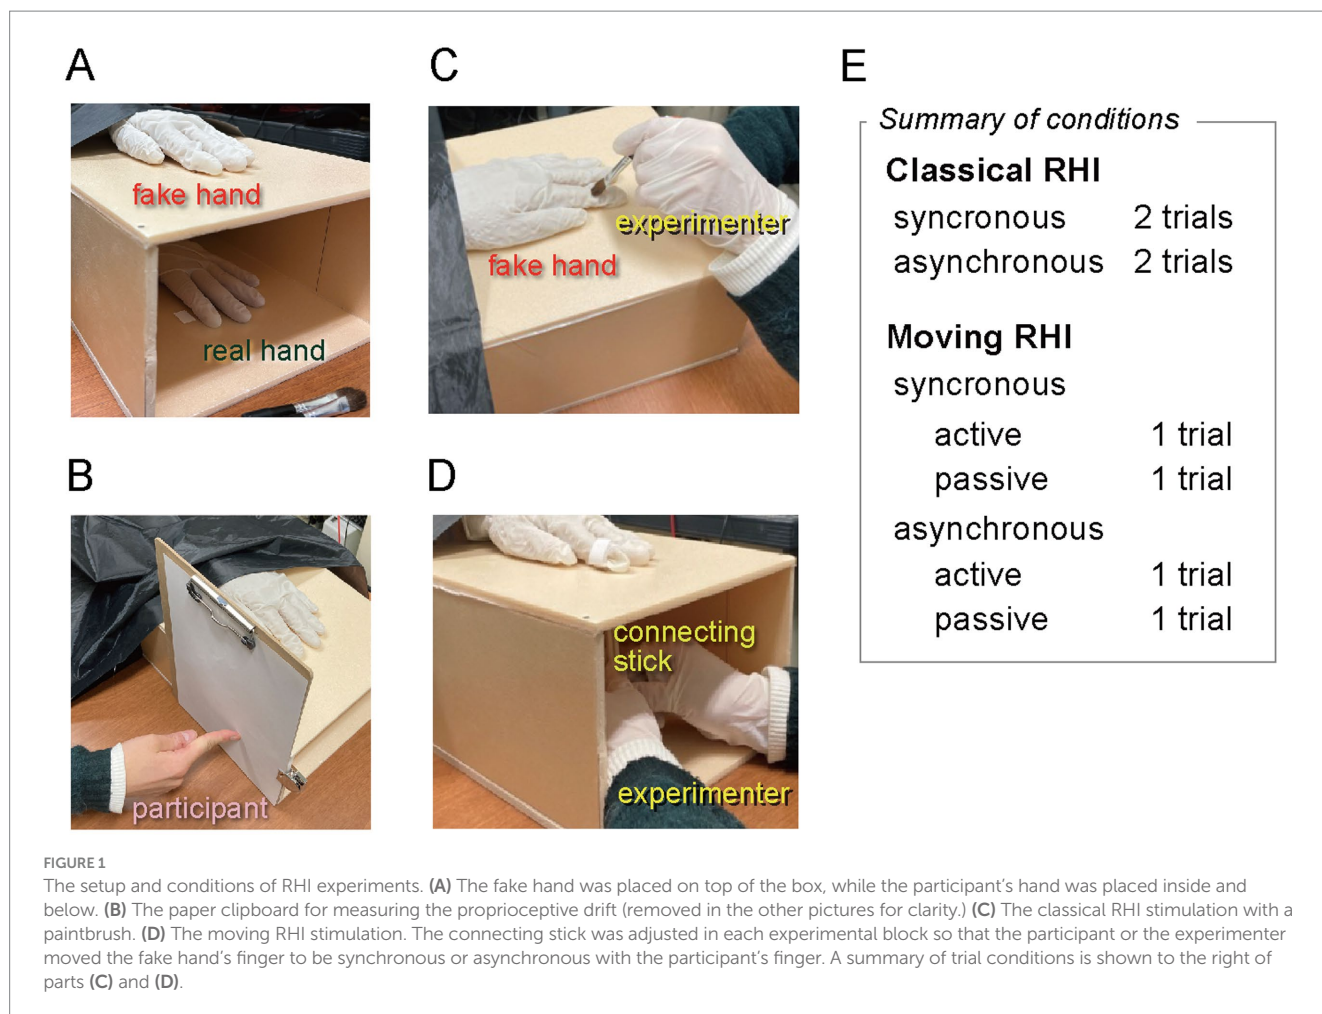 A
fake hand
real hand
B
participant
C
experimenter
fake hand
D
connecting
stick
experimenter
E
Summary of conditions
Classical RHI
syncronous 2 trials
asynchronous 2 trials
Moving RHI
syncronous
active 1 trial
passive 1 trial
asynchronous
active 1 trial
passive 1 trial
FIGURE 1
The setup and conditions of RHI experiments. (A) The fake hand was placed on top of the box, while the participant's hand was placed inside and
below. (B) The paper clipboard for measuring the proprioceptive drift (removed in the other pictures for clarity.) (C) The classical RHI stimulation with a
paintbrush. (D) The moving RHI stimulation. The connecting stick was adjusted in each experimental block so that the participant or the experimenter
moved the fake hand's finger to be synchronous or asynchronous with the participant's finger. A summary of trial conditions is shown to the right of
parts (C) and (D).